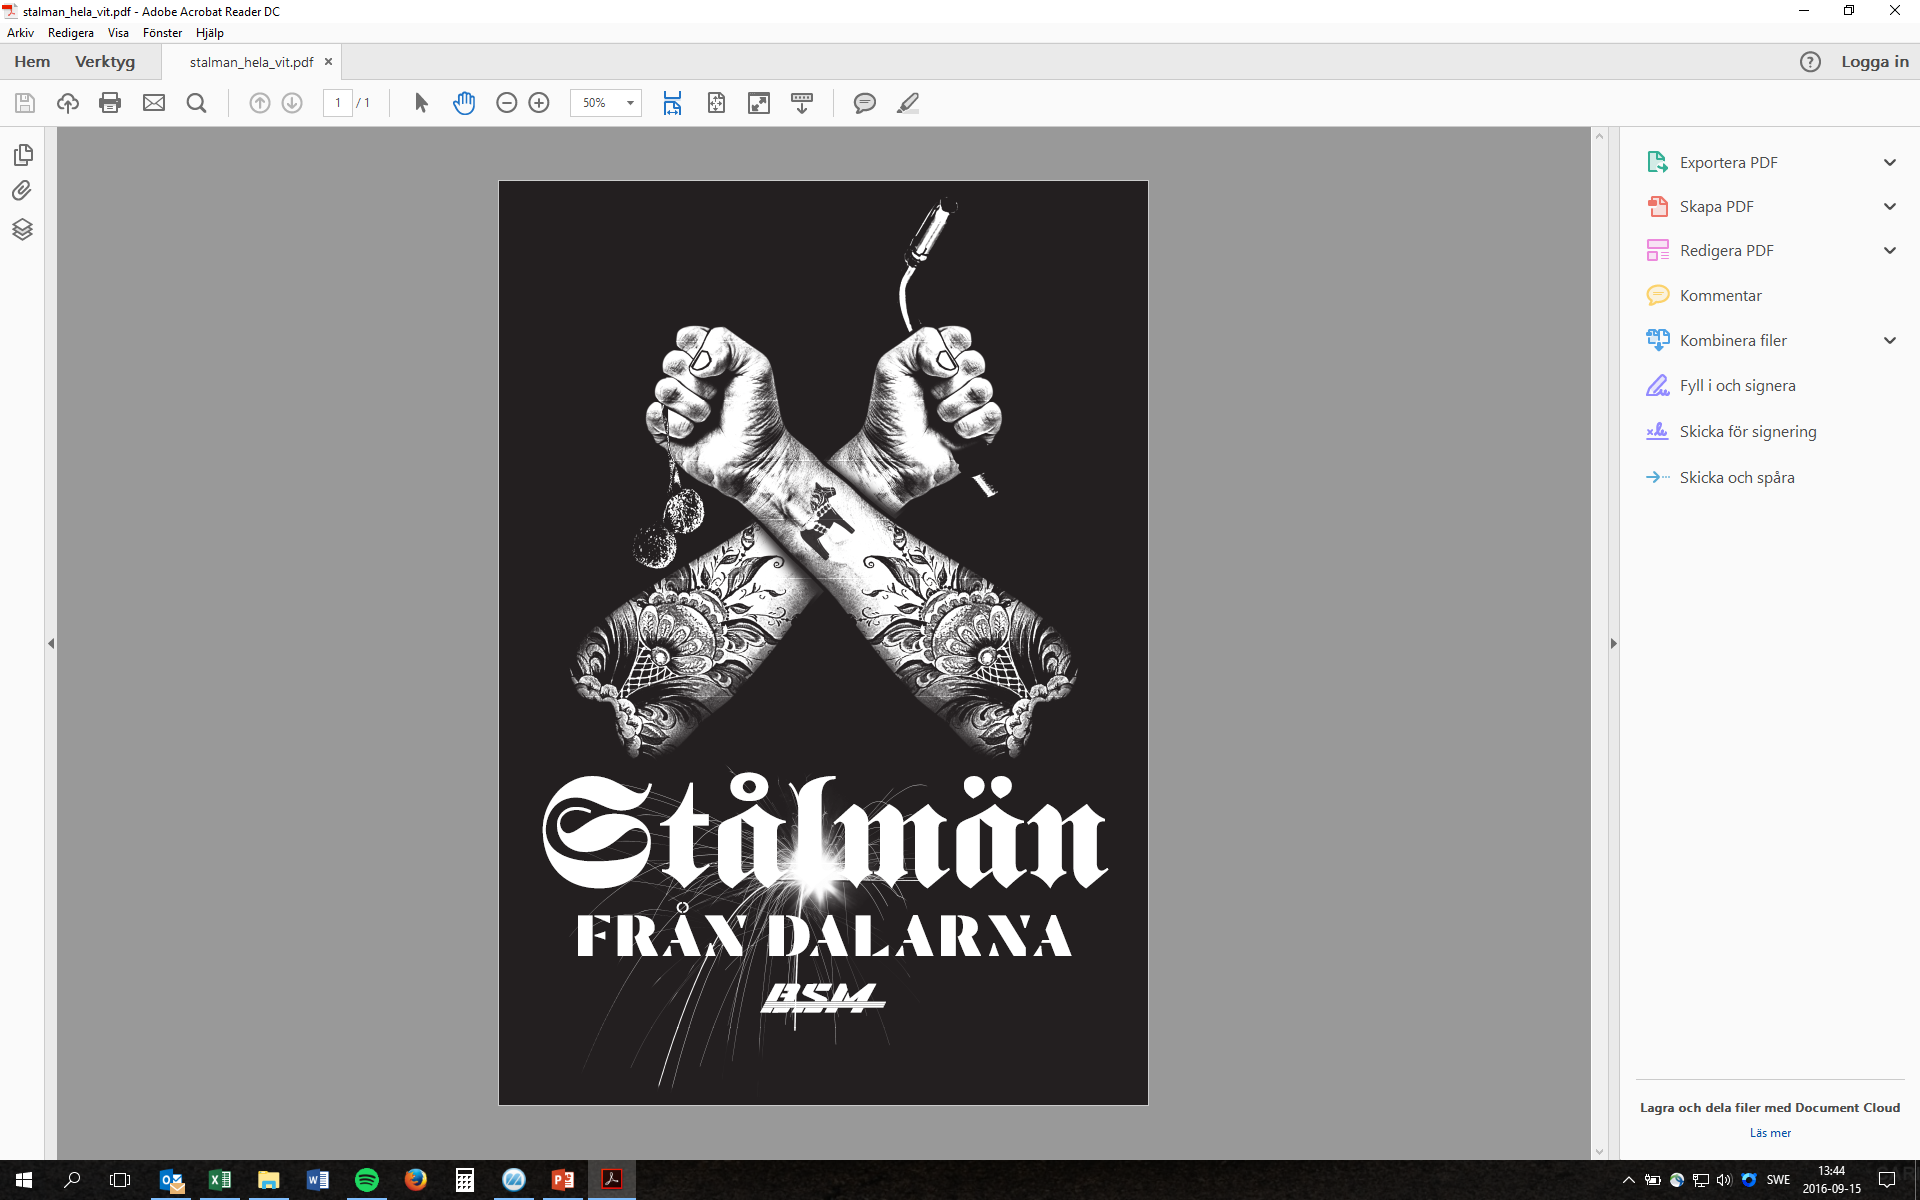 stalman_hela_vit.pdf - Adobe Acrobat Reader DC
Arkiv Redigera Visa Fönster Hjälp
Hem Verktyg stalman_hela_vit.pdf × ? Logga in
1 / 1 50%
Exportera PDF
Skapa PDF
Redigera PDF
Kommentar
Kombinera filer
Fyll i och signera
Skicka för signering
Skicka och spåra
Stålmän
FRÅN DALARNA
BSM
Lagra och dela filer med Document Cloud
Läs mer
SWE
13:44
2016-09-15